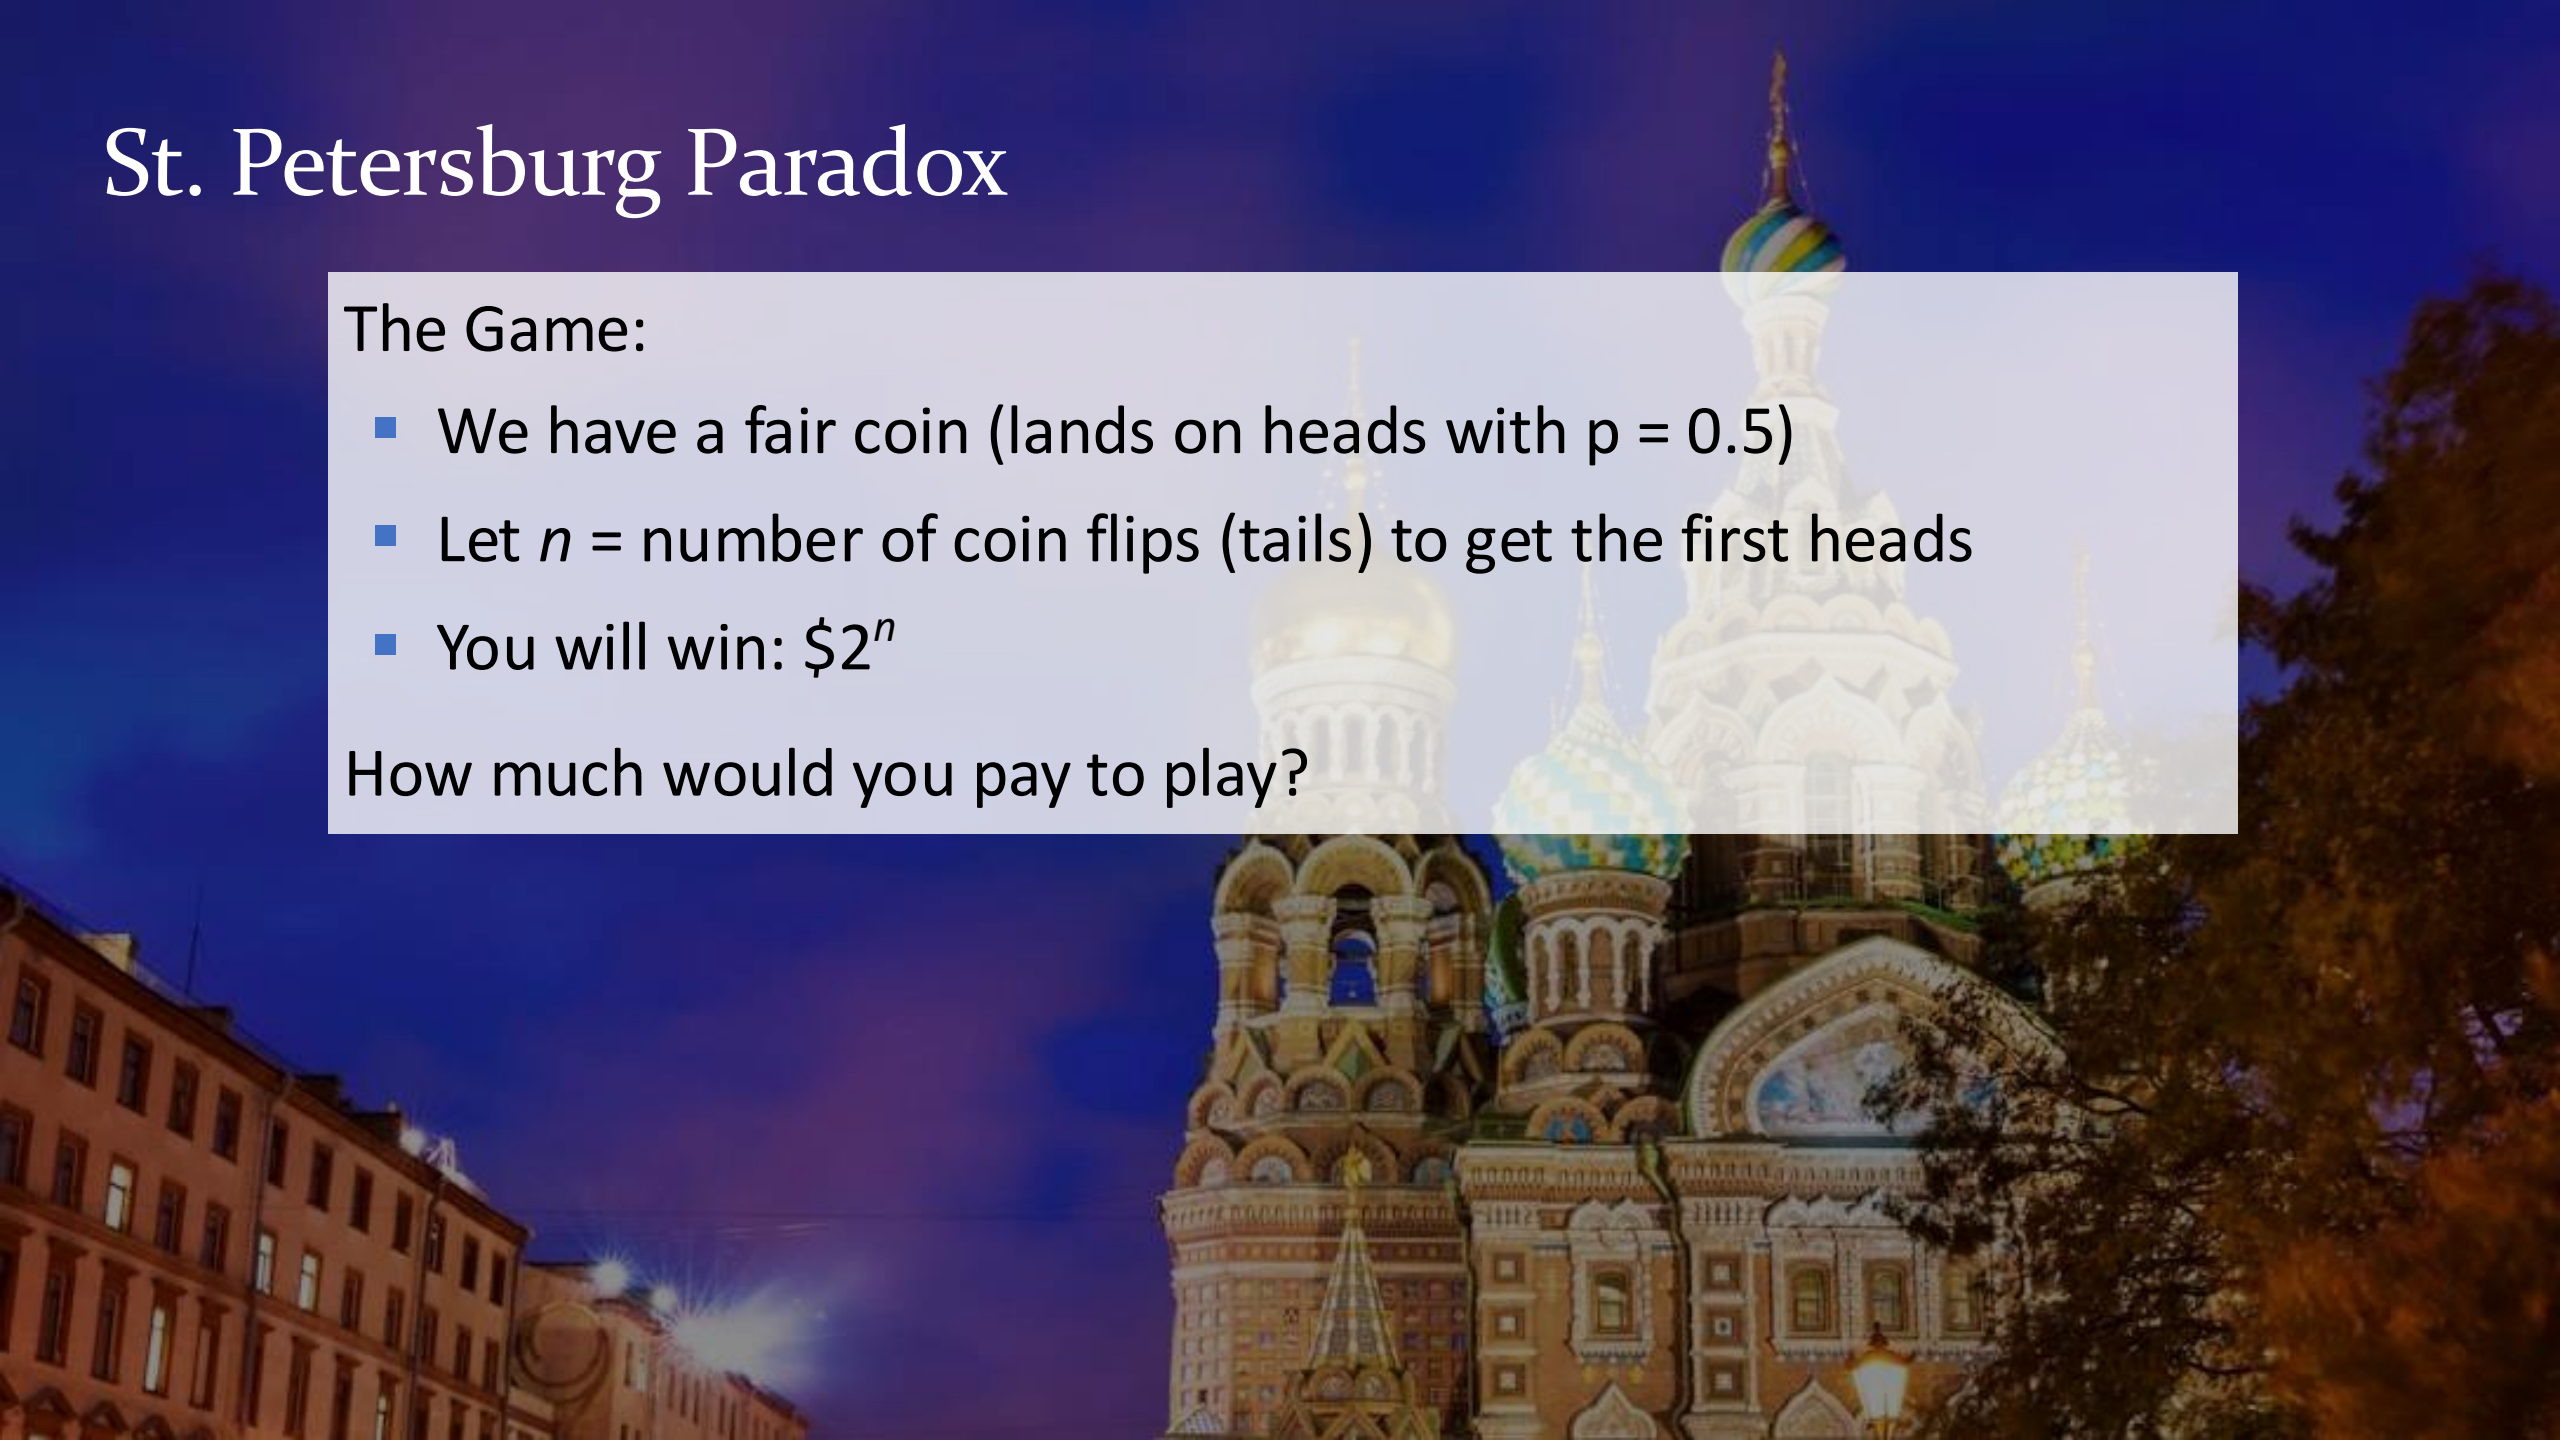 St. Petersburg Paradox
The Game:
▪ We have a fair coin (lands on heads with p = 0.5)
▪ Let n = number of coin flips (tails) to get the first heads
▪ You will win: $2ⁿ
How much would you pay to play?